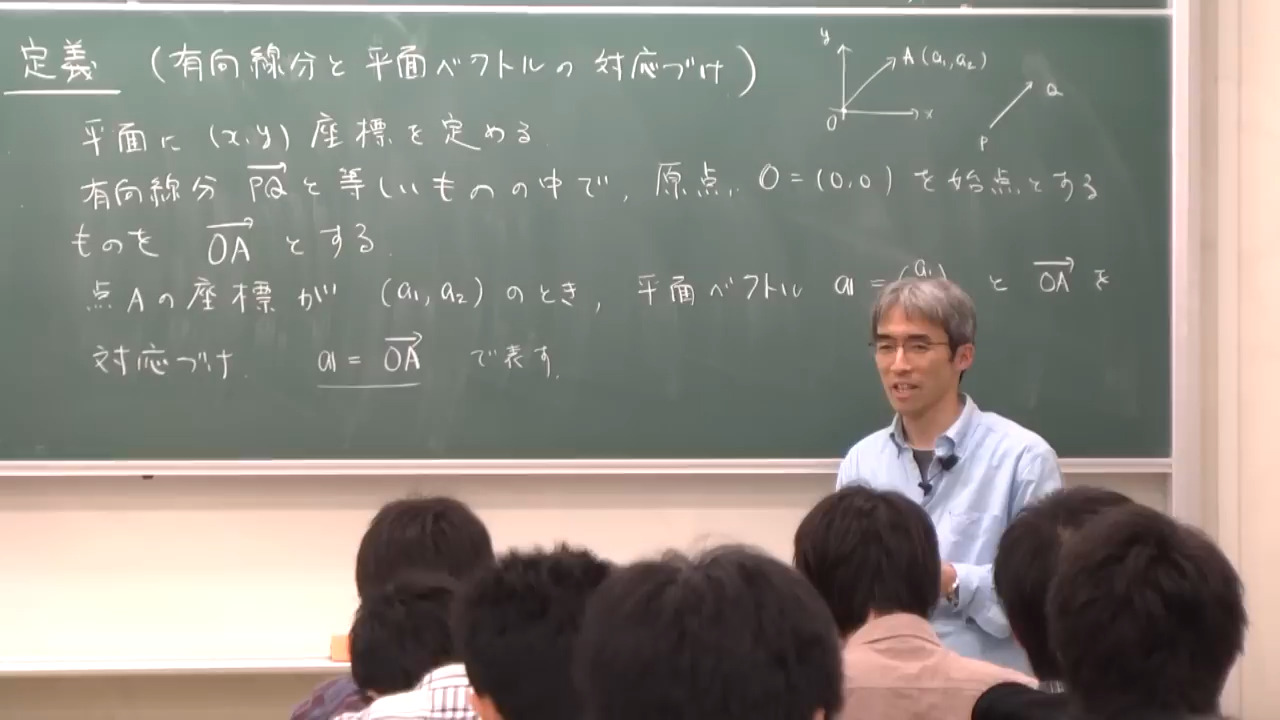 定義 (有向線分と平面ベクトルの対応づけ)
平面に (x,y) 座標を定める
有向線分 $\overrightarrow{PQ}$ と等しいものの中で, 原点 O=(0,0) を始点とする
ものを $\overrightarrow{OA}$ とする.
点Aの座標が (a₁, a₂) のとき, 平面ベクトル 𝕒 = (a₁ と $\overrightarrow{OA}$ を
対応づけ. 𝕒 = $\overrightarrow{OA}$ で表す.
y
A (a₁, a₂)
O
x
Q
P